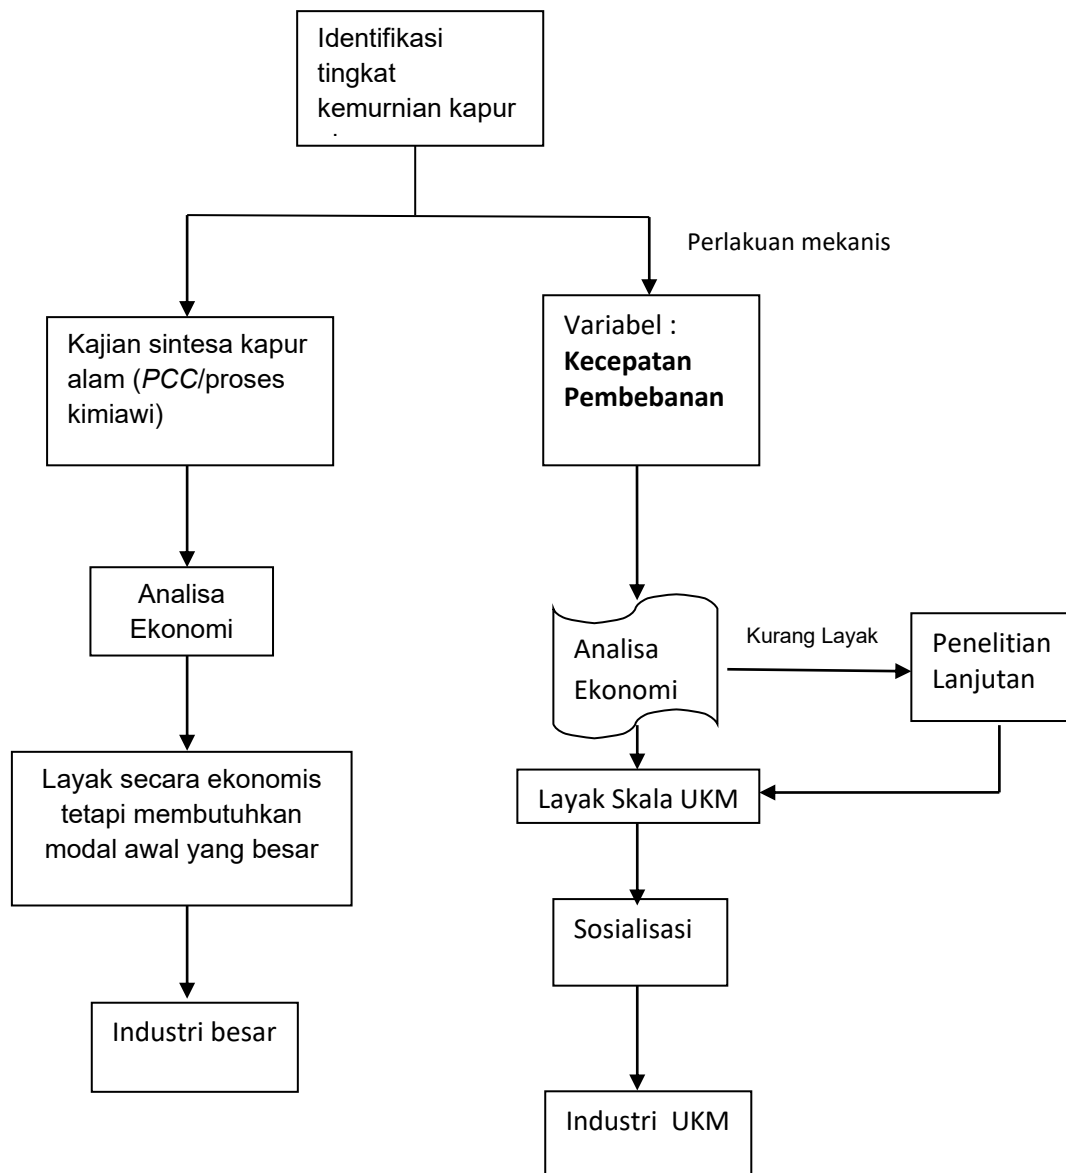 Identifikasi
tingkat
kemurnian kapur
Perlakuan mekanis
Kajian sintesa kapur
alam (PCC/proses
kimiawi)
Variabel :
Kecepatan
Pembebanan
Analisa
Ekonomi
Analisa
Ekonomi
Kurang Layak
Penelitian
Lanjutan
Layak secara ekonomis
tetapi membutuhkan
modal awal yang besar
Layak Skala UKM
Sosialisasi
Industri besar
Industri  UKM